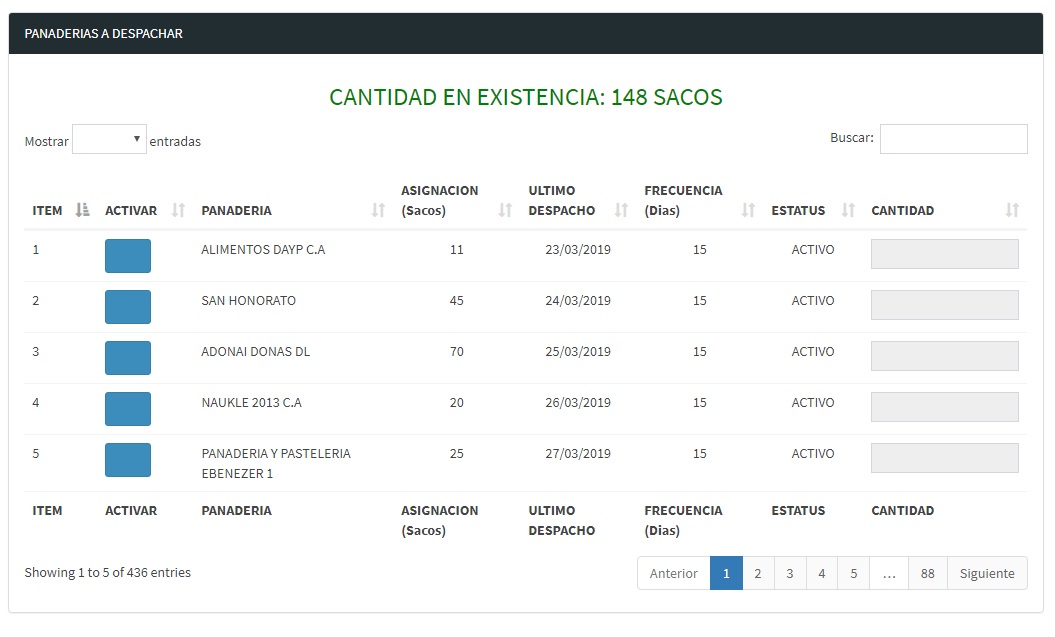 PANADERIAS A DESPACHAR
CANTIDAD EN EXISTENCIA: 148 SACOS
Mostrar entradas Buscar:
ITEM ACTIVAR PANADERIA ASIGNACION (Sacos) ULTIMO DESPACHO FRECUENCIA (Dias) ESTATUS CANTIDAD
1 ALIMENTOS DAYP C.A 11 23/03/2019 15 ACTIVO
2 SAN HONORATO 45 24/03/2019 15 ACTIVO
3 ADONAI DONAS DL 70 25/03/2019 15 ACTIVO
4 NAUKLE 2013 C.A 20 26/03/2019 15 ACTIVO
5 PANADERIA Y PASTELERIA EBENEZER 1 25 27/03/2019 15 ACTIVO
ITEM ACTIVAR PANADERIA ASIGNACION (Sacos) ULTIMO DESPACHO FRECUENCIA (Dias) ESTATUS CANTIDAD
Showing 1 to 5 of 436 entries Anterior 1 2 3 4 5 ... 88 Siguiente